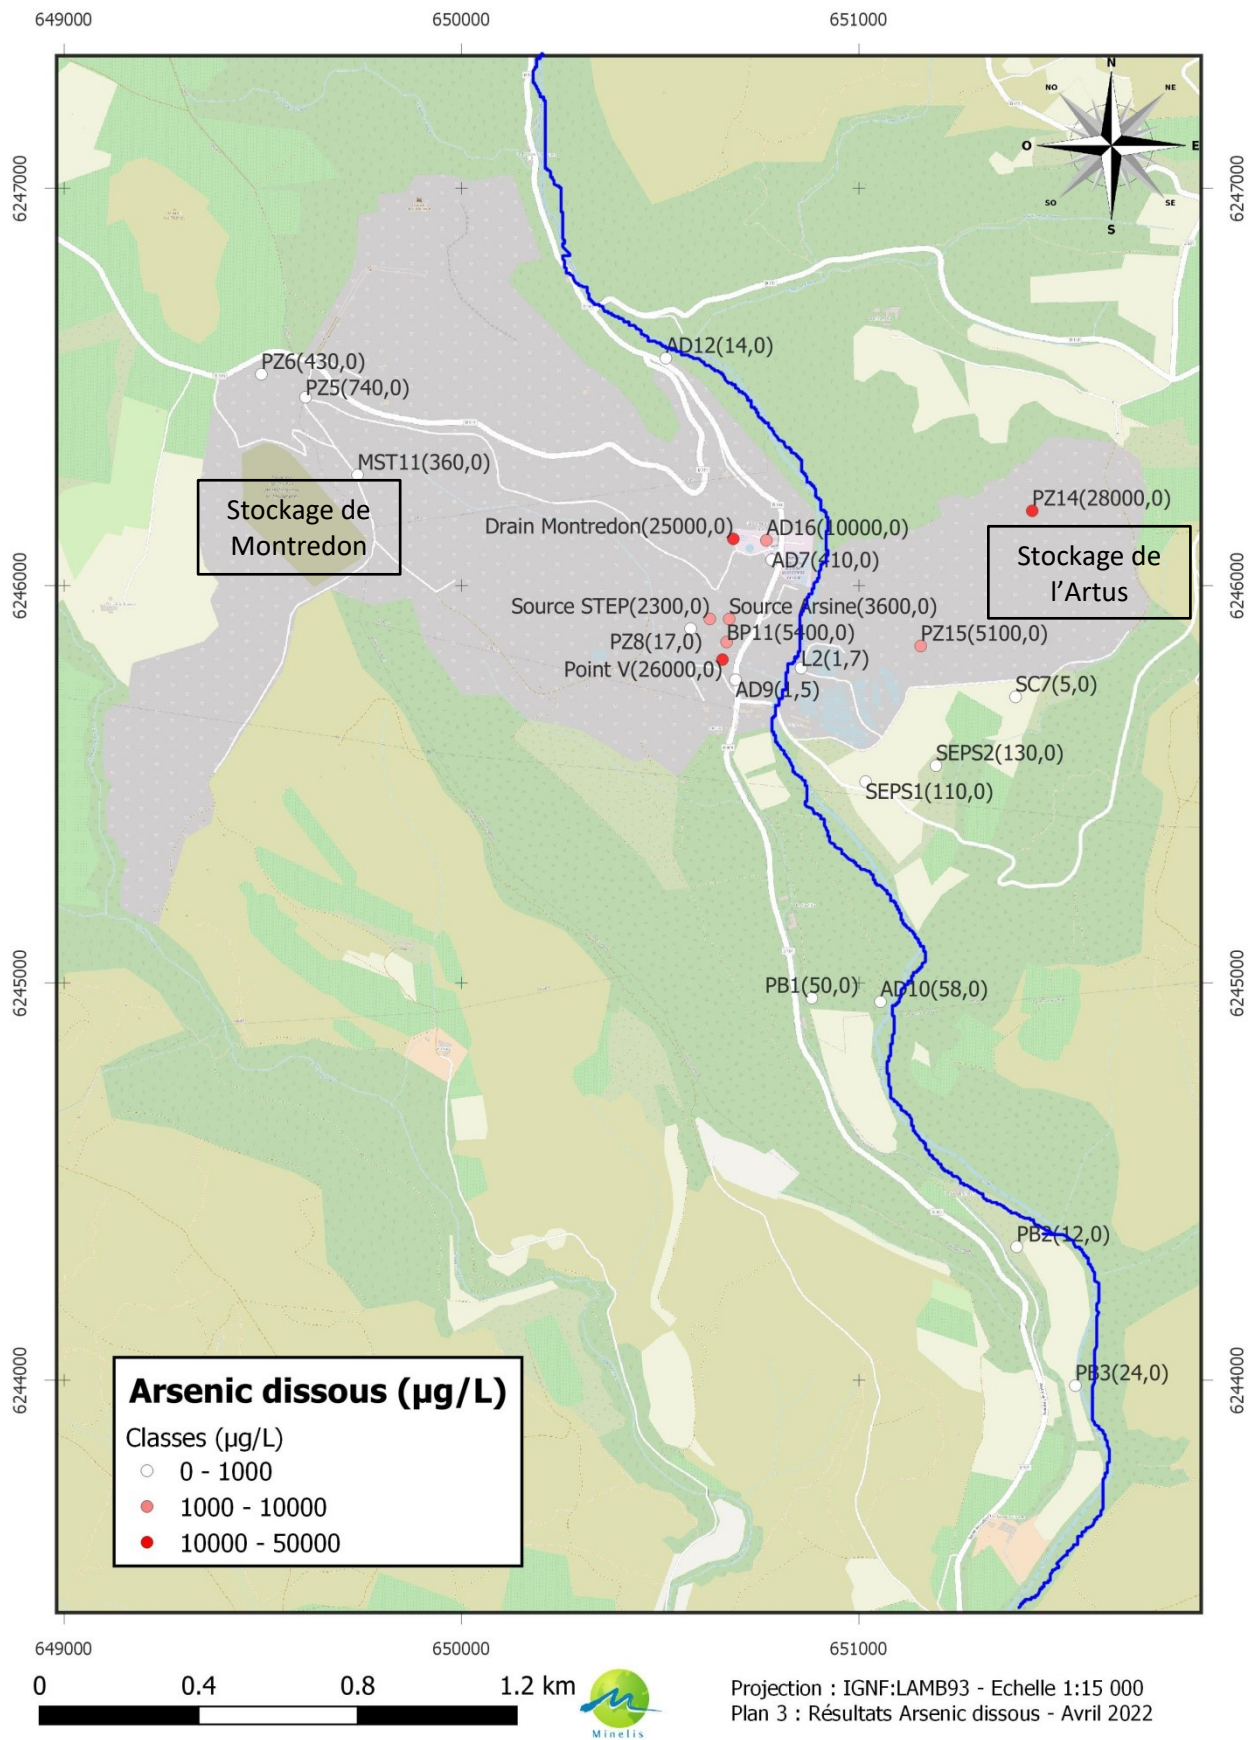 649000
650000
651000
N
NO
NE
O
E
SO
SE
S
6247000
6247000
AD12(14,0)
PZ6(430,0)
PZ5(740,0)
MST11(360,0)
Stockage de
Montredon
PZ14(28000,0)
Drain Montredon(25000,0)
AD16(10000,0)
AD7(410,0)
Stockage de
l'Artus
6246000
6246000
Source STEP(2300,0)
Source Arsine(3600,0)
PZ8(17,0)
BP11(5400,0)
PZ15(5100,0)
Point V(26000,0)
L2(1,7)
AD9(1,5)
SC7(5,0)
SEPS2(130,0)
SEPS1(110,0)
6245000
6245000
PB1(50,0)
AD10(58,0)
PB2(12,0)
6244000
6244000
PB3(24,0)
Arsenic dissous (µg/L)
Classes (µg/L)
0 - 1000
1000 - 10000
10000 - 50000
649000
650000
651000
0
0.4
0.8
1.2 km
Minelis
Projection : IGNF:LAMB93 - Echelle 1:15 000
Plan 3 : Résultats Arsenic dissous - Avril 2022